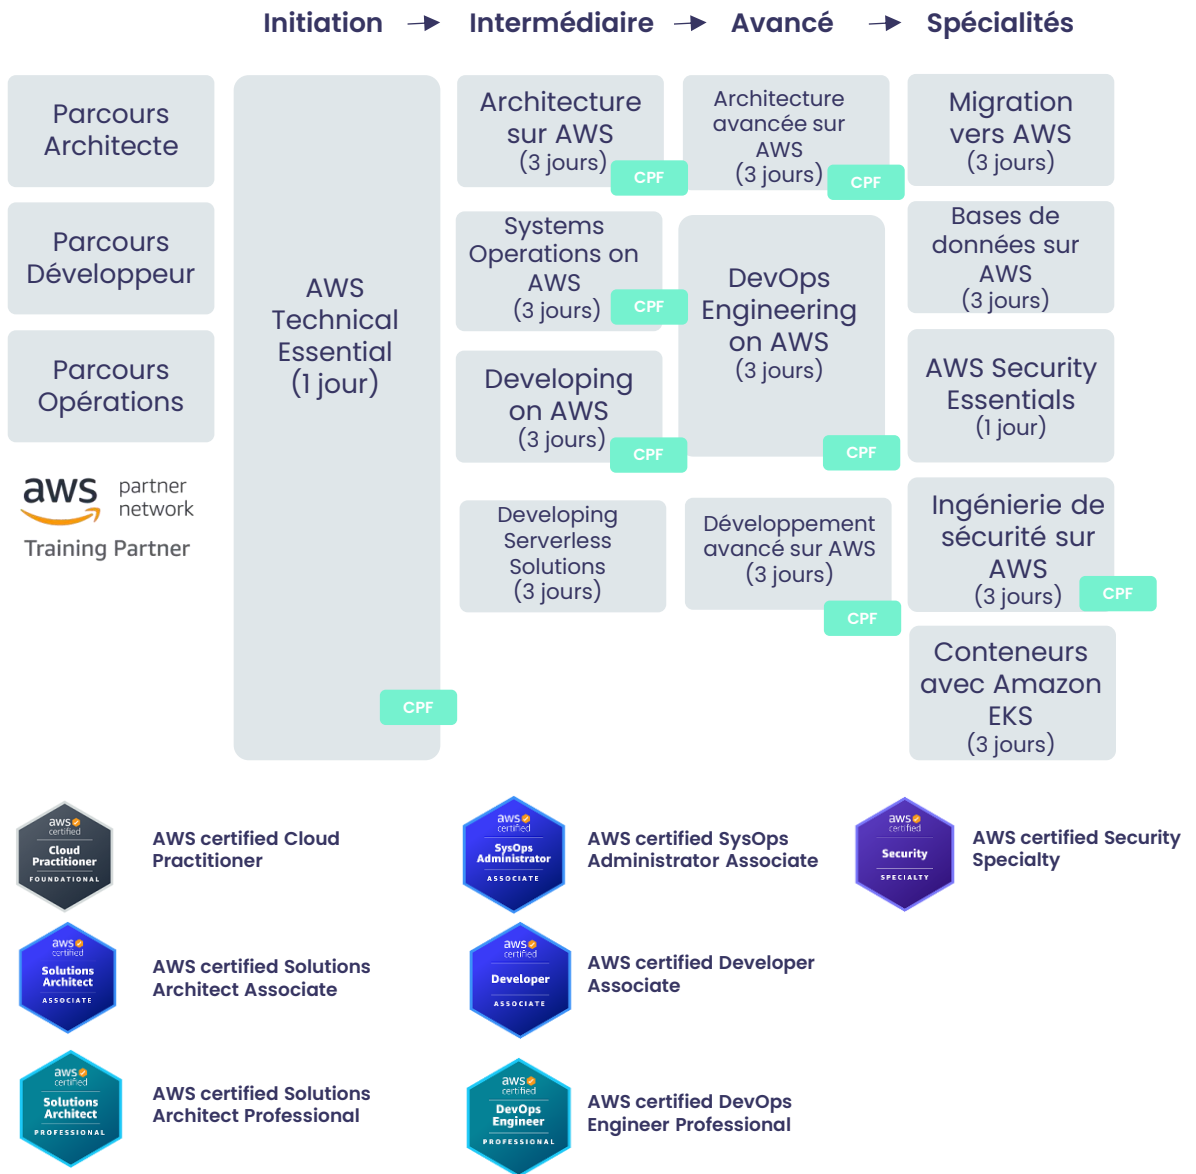 Initiation → Intermédiaire → Avancé → Spécialités
Parcours
Architecte
Parcours
Développeur
Parcours
Opérations
aws partner
network
Training Partner
AWS
Technical
Essential
(1 jour)
CPF
Architecture
sur AWS
(3 jours)
CPF
Systems
Operations on
AWS
(3 jours)
CPF
Developing
on AWS
(3 jours)
CPF
Developing
Serverless
Solutions
(3 jours)
Architecture
avancée sur
AWS
(3 jours)
CPF
DevOps
Engineering
on AWS
(3 jours)
CPF
Développement
avancé sur AWS
(3 jours)
CPF
Migration
vers AWS
(3 jours)
Bases de
données sur
AWS
(3 jours)
AWS Security
Essentials
(1 jour)
Ingénierie de
sécurité sur
AWS
(3 jours)
CPF
Conteneurs
avec Amazon
EKS
(3 jours)
aws
certified
Cloud
Practitioner
FOUNDATIONAL
AWS certified Cloud
Practitioner
aws
certified
SysOps
Administrator
ASSOCIATE
AWS certified SysOps
Administrator Associate
aws
certified
Security
SPECIALTY
AWS certified Security
Specialty
aws
certified
Solutions
Architect
ASSOCIATE
AWS certified Solutions
Architect Associate
aws
certified
Developer
ASSOCIATE
AWS certified Developer
Associate
aws
certified
Solutions
Architect
PROFESSIONAL
AWS certified Solutions
Architect Professional
aws
certified
DevOps
Engineer
PROFESSIONAL
AWS certified DevOps
Engineer Professional